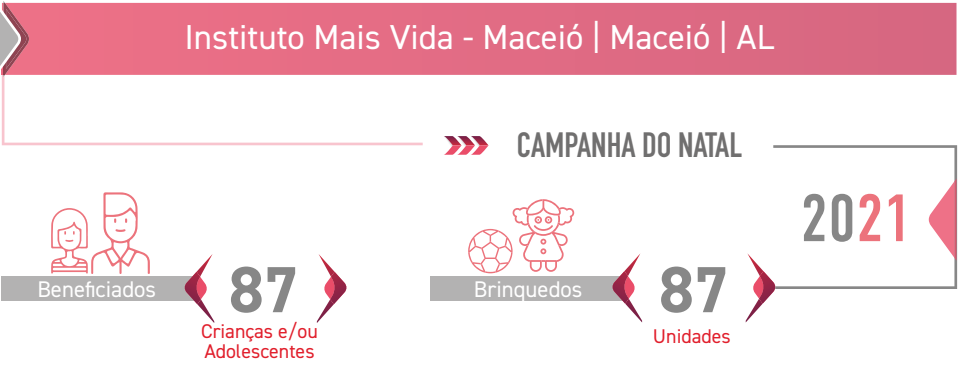 Instituto Mais Vida - Maceió | Maceió | AL
CAMPANHA DO NATAL
2021
Beneficiados
87
Crianças e/ou
Adolescentes
Brinquedos
87
Unidades